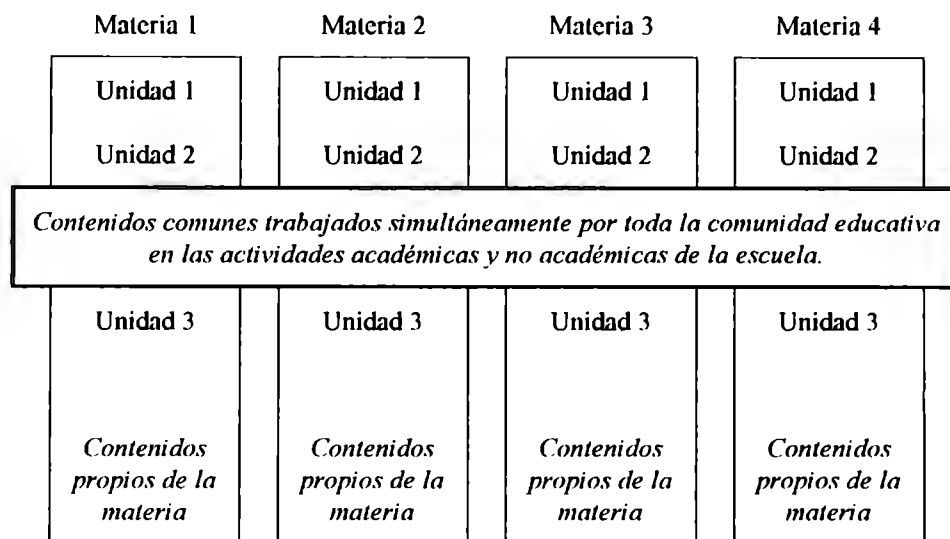 Materia 1 Materia 2 Materia 3 Materia 4
Unidad 1 Unidad 1 Unidad 1 Unidad 1
Unidad 2 Unidad 2 Unidad 2 Unidad 2
Contenidos comunes trabajados simultáneamente por toda la comunidad educativa
en las actividades académicas y no académicas de la escuela.
Unidad 3 Unidad 3 Unidad 3 Unidad 3
Contenidos Contenidos Contenidos Contenidos
propios de la propios de la propios de la propios de la
materia materia materia materia